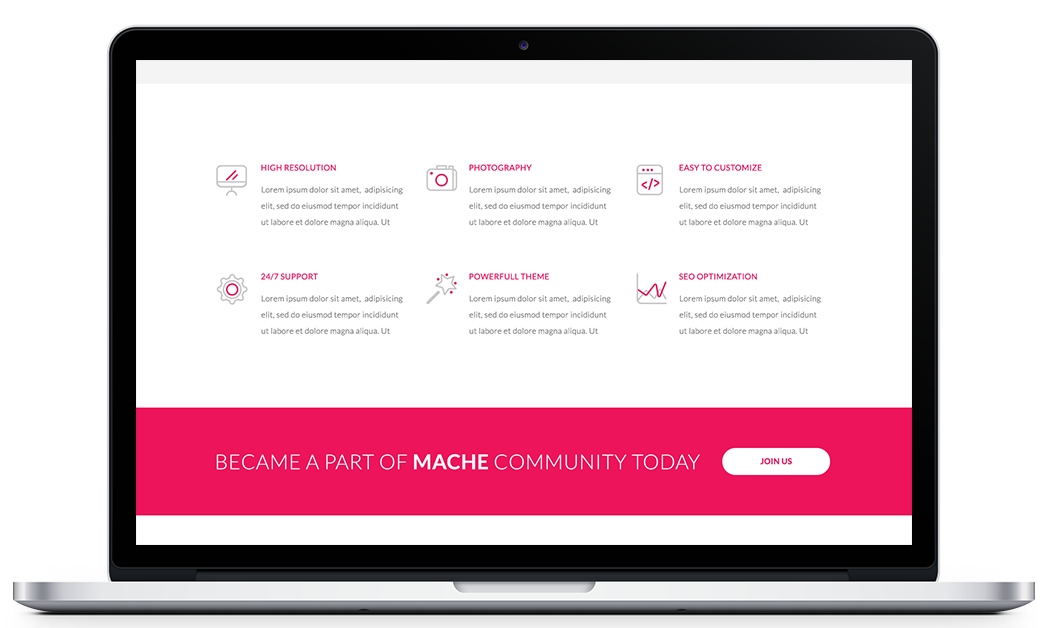 HIGH RESOLUTION
Lorem ipsum dolor sit amet, adipisicing
elit, sed do eiusmod tempor incididunt
ut labore et dolore magna aliqua. Ut
PHOTOGRAPHY
Lorem ipsum dolor sit amet, adipisicing
elit, sed do eiusmod tempor incididunt
ut labore et dolore magna aliqua. Ut
EASY TO CUSTOMIZE
Lorem ipsum dolor sit amet, adipisicing
elit, sed do eiusmod tempor incididunt
ut labore et dolore magna aliqua. Ut
24/7 SUPPORT
Lorem ipsum dolor sit amet, adipisicing
elit, sed do eiusmod tempor incididunt
ut labore et dolore magna aliqua. Ut
POWERFULL THEME
Lorem ipsum dolor sit amet, adipisicing
elit, sed do eiusmod tempor incididunt
ut labore et dolore magna aliqua. Ut
SEO OPTIMIZATION
Lorem ipsum dolor sit amet, adipisicing
elit, sed do eiusmod tempor incididunt
ut labore et dolore magna aliqua. Ut
BECAME A PART OF MACHE COMMUNITY TODAY
JOIN US